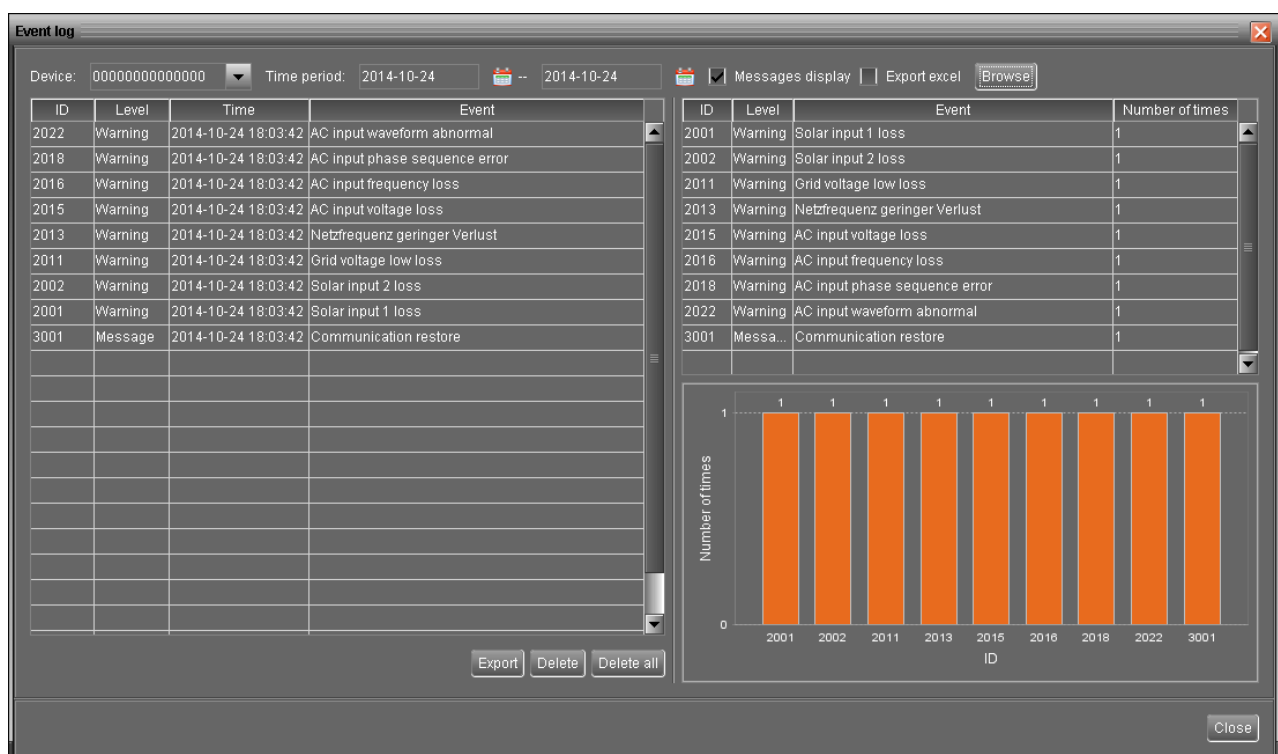 Event log
Device: 00000000000000 Time period: 2014-10-24 -- 2014-10-24 Messages display Export excel Browse
ID Level Time Event
2022 Warning 2014-10-24 18:03:42 AC input waveform abnormal
2018 Warning 2014-10-24 18:03:42 AC input phase sequence error
2016 Warning 2014-10-24 18:03:42 AC input frequency loss
2015 Warning 2014-10-24 18:03:42 AC input voltage loss
2013 Warning 2014-10-24 18:03:42 Netzfrequenz geringer Verlust
2011 Warning 2014-10-24 18:03:42 Grid voltage low loss
2002 Warning 2014-10-24 18:03:42 Solar input 2 loss
2001 Warning 2014-10-24 18:03:42 Solar input 1 loss
3001 Message 2014-10-24 18:03:42 Communication restore
Export Delete Delete all
ID Level Event Number of times
2001 Warning Solar input 1 loss 1
2002 Warning Solar input 2 loss 1
2011 Warning Grid voltage low loss 1
2013 Warning Netzfrequenz geringer Verlust 1
2015 Warning AC input voltage loss 1
2016 Warning AC input frequency loss 1
2018 Warning AC input phase sequence error 1
2022 Warning AC input waveform abnormal 1
3001 Messa... Communication restore 1
1 1 1 1 1 1 1 1 1
1
Number of times
0
2001 2002 2011 2013 2015 2016 2018 2022 3001
ID
Close